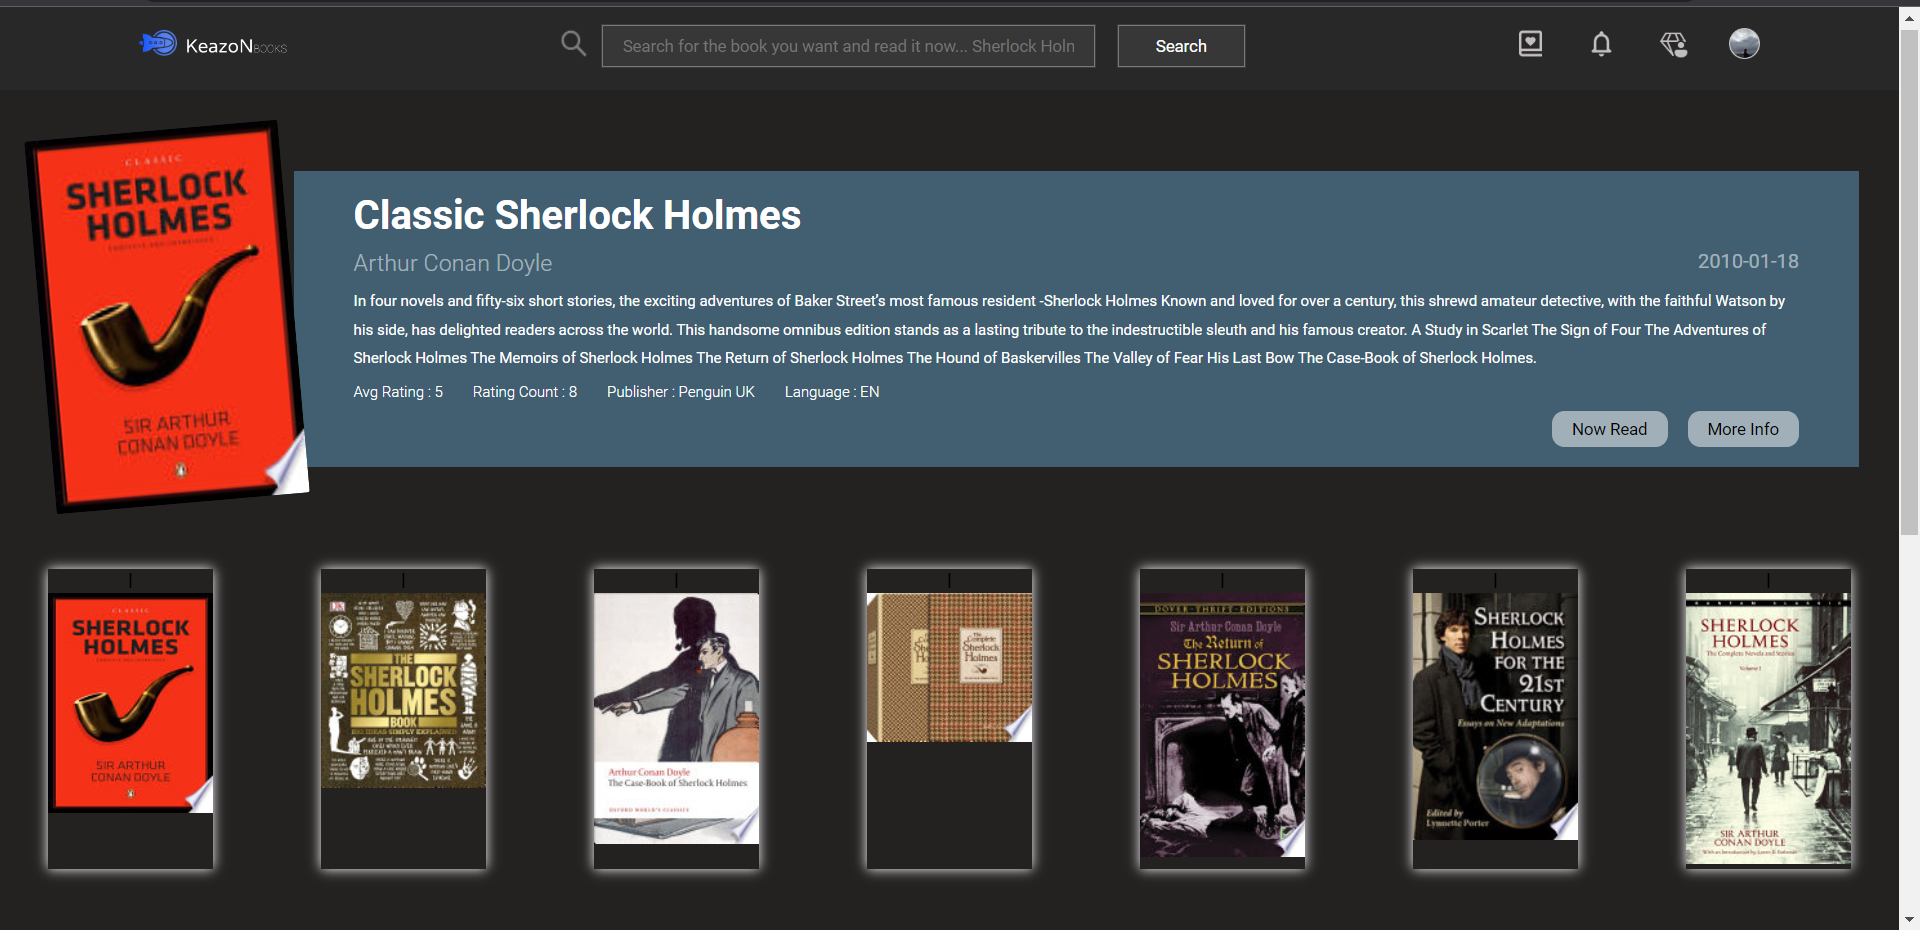 KeazoNBOOKS
Search for the book you want and read it now... Sherlock Holn
Search
CLASSIC
SHERLOCK
HOLMES
SIR ARTHUR
CONAN DOYLE
Classic Sherlock Holmes
Arthur Conan Doyle
2010-01-18
In four novels and fifty-six short stories, the exciting adventures of Baker Street's most famous resident -Sherlock Holmes Known and loved for over a century, this shrewd amateur detective, with the faithful Watson by
his side, has delighted readers across the world. This handsome omnibus edition stands as a lasting tribute to the indestructible sleuth and his famous creator. A Study in Scarlet The Sign of Four The Adventures of
Sherlock Holmes The Memoirs of Sherlock Holmes The Return of Sherlock Holmes The Hound of Baskervilles The Valley of Fear His Last Bow The Case-Book of Sherlock Holmes.
Avg Rating : 5 Rating Count : 8 Publisher : Penguin UK Language : EN
Now Read
More Info
CLASSIC
SHERLOCK
HOLMES
SIR ARTHUR
CONAN DOYLE
DK
THE
SHERLOCK
HOLMES
BOOK
BIG IDEAS SIMPLY EXPLAINED
Arthur Conan Doyle
The Case-Book of Sherlock Holmes
OXFORD WORLD'S CLASSICS
The
Complete
Sherlock
Holmes
DOVER · THRIFT · EDITIONS
Sir Arthur Conan Doyle
The Return of
SHERLOCK
HOLMES
SHERLOCK
HOLMES
FOR THE
21ST
CENTURY
Essays on New Adaptations
Edited by
Lynnette Porter
BANTAM CLASSIC
SHERLOCK
HOLMES
The Complete Novels and Stories
Volume I
SIR ARTHUR
CONAN DOYLE